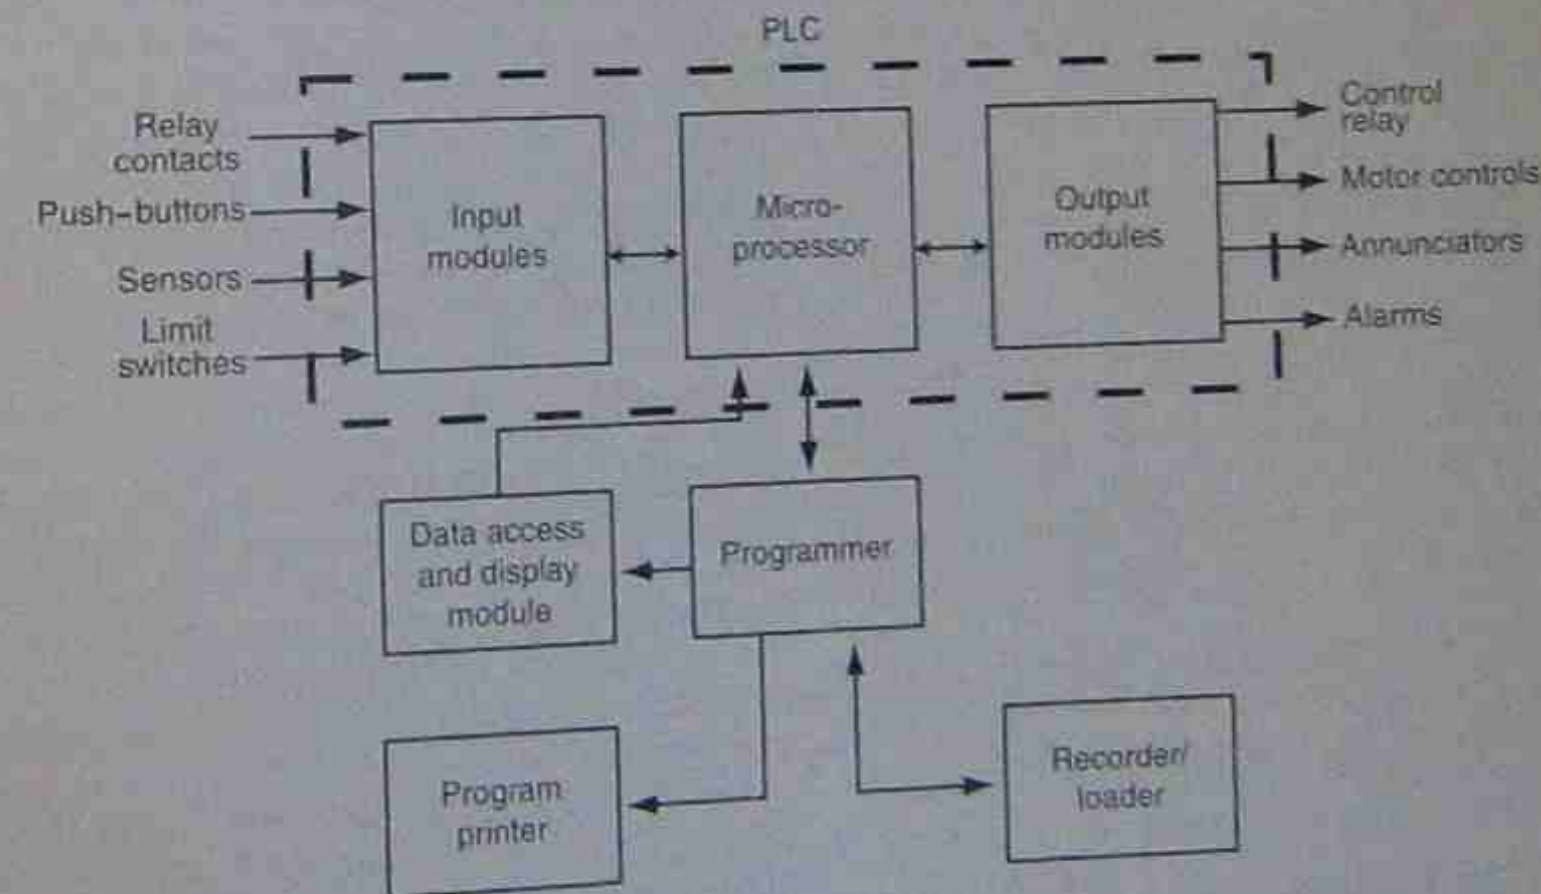 PLC
Relay
contacts
Push-buttons
Sensors
Limit
switches
Input
modules
Micro-
processor
Output
modules
Control
relay
Motor controls
Annunciators
Alarms
Data access
and display
module
Programmer
Program
printer
Recorder/
loader